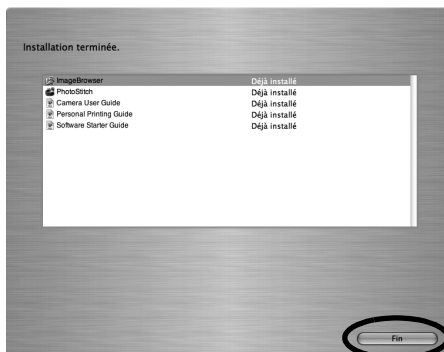 Installation terminée.
ImageBrowser Déjà installé
PhotoStitch Déjà installé
Camera User Guide Déjà installé
Personal Printing Guide Déjà installé
Software Starter Guide Déjà installé
Fin